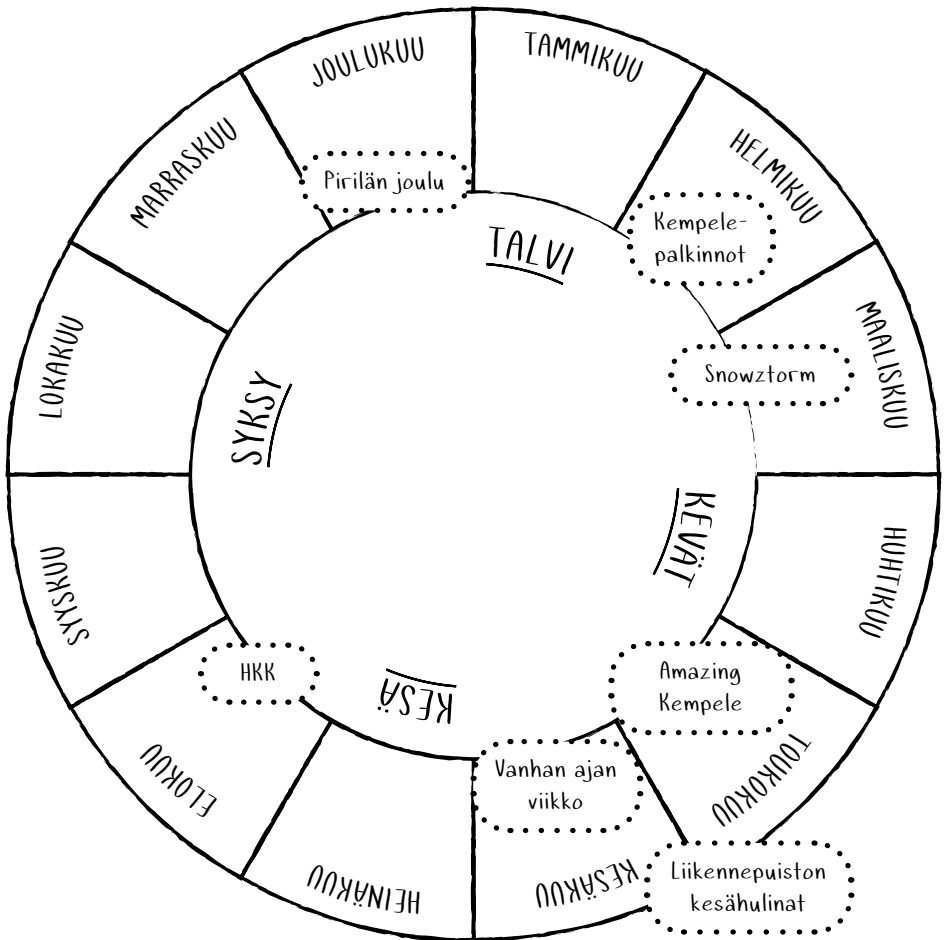 TAMMIKUU
HELMIKUU
MAALISKUU
HUHTIKUU
TOUKOKUU
KESÄKUU
HEINÄKUU
ELOKUU
SYYSKUU
LOKAKUU
MARRASKUU
JOULUKUU
Pirilän joulu
Kempele-
palkinnot
Snowztorm
Amazing
Kempele
Vanhan ajan
viikko
Liikennepuiston
kesähulinat
HKK
TALVI
KEVÄT
KESÄ
SYKSY